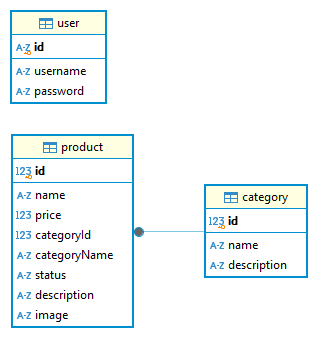 user
A-Z id
A-Z username
A-Z password
product
123 id
A-Z name
123 price
123 categoryId
A-Z categoryName
A-Z status
A-Z description
A-Z image
category
123 id
A-Z name
A-Z description